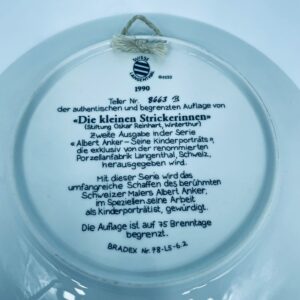 SUISSE
LANGENTHAL
1990
Teller Nr. 8663 B
der authentischen und begrenzten Auflage von
«Die kleinen Strickerinnen»
(Stiftung Oskar Reinhart, Winterthur)
Zweite Ausgabe in der Serie
«Albert Anker – Seine Kinderporträts»,
die exklusiv von der renommierten
Porzellanfabrik Langenthal, Schweiz,
herausgegeben wird.
Mit dieser Serie wird das
umfangreiche Schaffen des berühmten
Schweizer Malers Albert Anker,
im Speziellen seine Arbeit
als Kinderporträtist, gewürdigt.
Die Auflage ist auf 75 Brenntage
begrenzt.
BRADEX Nr. 78-L5-6.2